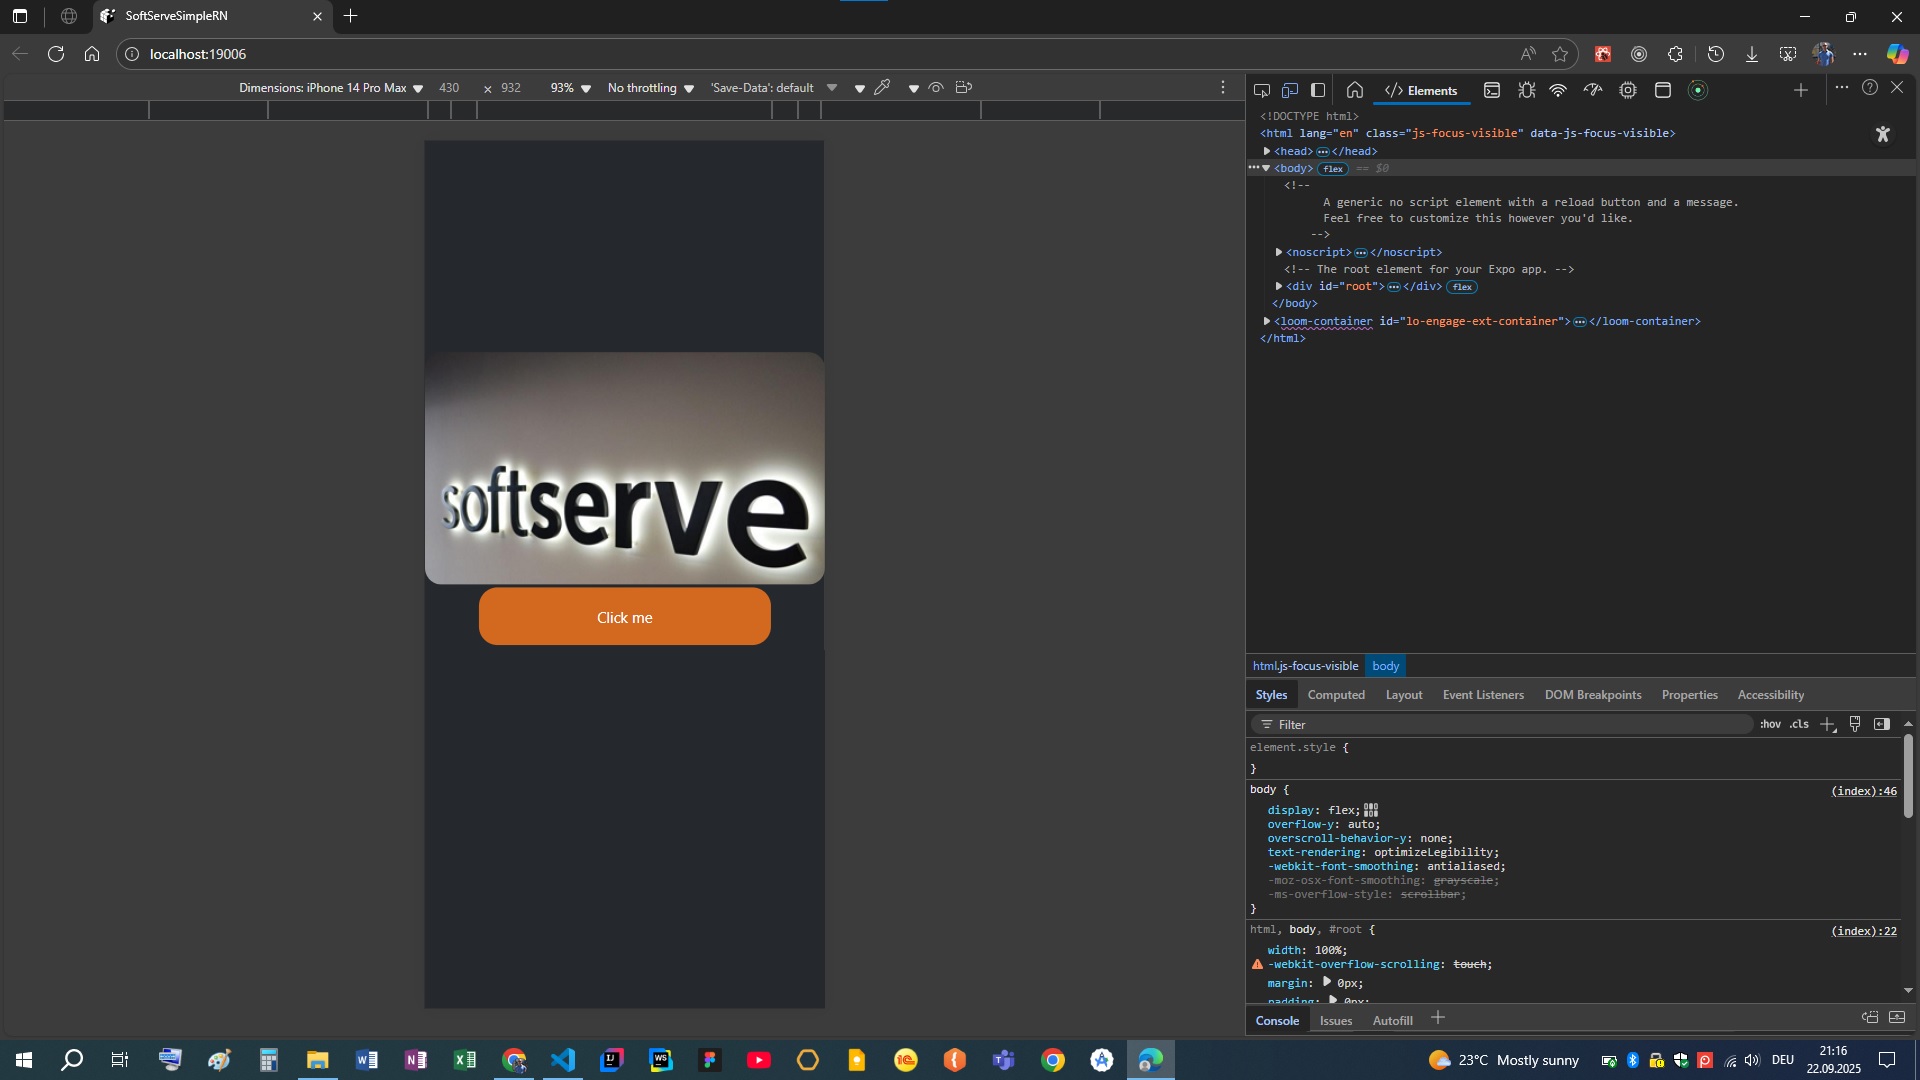 SoftServeSimpleRN
localhost:19006
Dimensions: iPhone 14 Pro Max 430 × 932 93% No throttling 'Save-Data': default
Elements
<!DOCTYPE html>
<html lang="en" class="js-focus-visible" data-js-focus-visible>
<head> ••• </head>
••• <body> flex == $0
<!--
A generic no script element with a reload button and a message.
Feel free to customize this however you'd like.
-->
<noscript> ••• </noscript>
<!-- The root element for your Expo app. -->
<div id="root"> ••• </div> flex
</body>
<loom-container id="lo-engage-ext-container"> ••• </loom-container>
</html>
softserve
Click me
html.js-focus-visible body
Styles Computed Layout Event Listeners DOM Breakpoints Properties Accessibility
Filter :hov .cls
element.style {
}
body { (index):46
display: flex;
overflow-y: auto;
overscroll-behavior-y: none;
text-rendering: optimizeLegibility;
-webkit-font-smoothing: antialiased;
-moz-osx-font-smoothing: grayscale;
-ms-overflow-style: scrollbar;
}
html, body, #root { (index):22
width: 100%;
-webkit-overflow-scrolling: touch;
margin: 0px;
padding: 0px;
Console Issues Autofill
23°C Mostly sunny DEU 21:16
22.09.2025